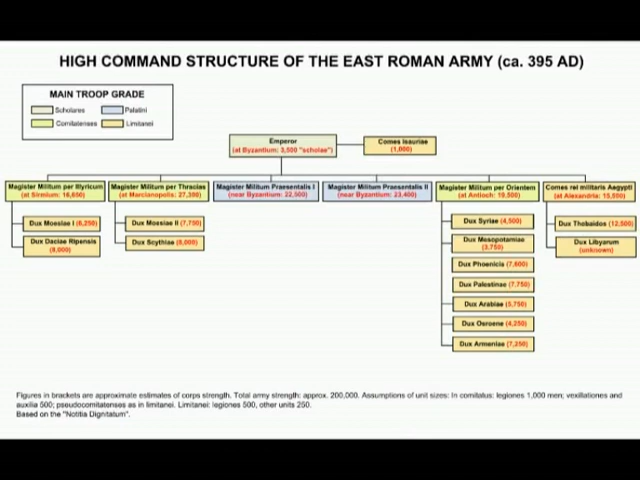 HIGH COMMAND STRUCTURE OF THE EAST ROMAN ARMY (ca. 395 AD)
MAIN TROOP GRADE
Scholares
Palatini
Comitatenses
Limitanei
Emperor
(at Byzantium: 3,500 "scholae")
Comes Isauriae
(1,000)
Magister Militum per Illyricum
(at Sirmium:
Magister Militum per Thracias
(at Marcianopolis:
Magister Militum Praesentalis I
(near Byzantium: 22,500)
Magister Militum Praesentalis II
(near Byzantium: 23,400)
Magister Militum per Orientem
(at Antioch: 19,500)
Comes rei militaris Aegypti
(at Alexandria: 15,500)
Dux Moesiae I (6,250)
Dux Daciae Ripensis
(8,000)
Dux Moesiae II (7,750)
Dux Scythiae (8,000)
Dux Syriae (4,500)
Dux Mesopotamiae
(3,750)
Dux Phoenicia (7,600)
Dux Palestinae (7,750)
Dux Arabiae (5,750)
Dux Osroene (4,250)
Dux Armeniae (7,250)
Dux Thebaidos (12,500)
Dux Libyarum
(unknown)
Figures in brackets are approximate estimates of corps strength. Total army strength: approx. 200,000. Assumptions of unit sizes: In comitatus: legiones 1,000 men; vexillationes and
auxilia 500; pseudocomitatenses as in limitanei. Limitanei: legiones 500, other units 250.
Based on the "Notitia Dignitatum".